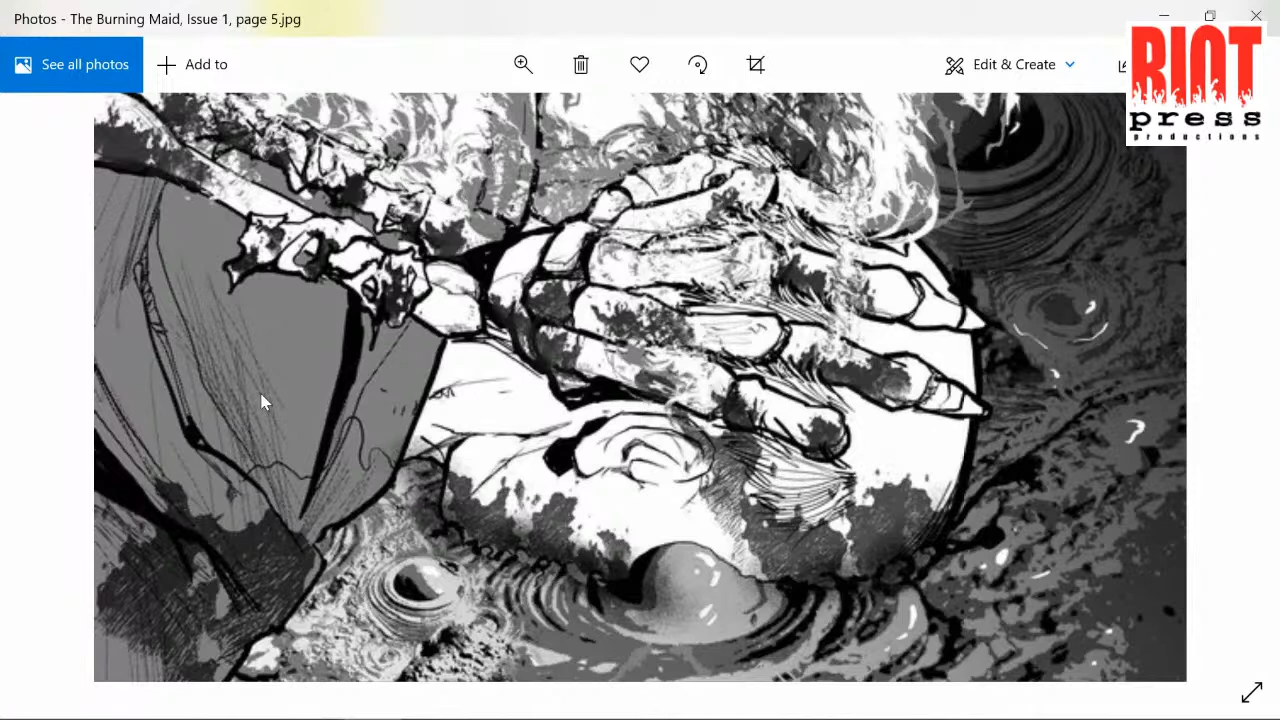 Photos - The Burning Maid, Issue 1, page 5.jpg
See all photos
Add to
Edit & Create
RIOT
press
productions